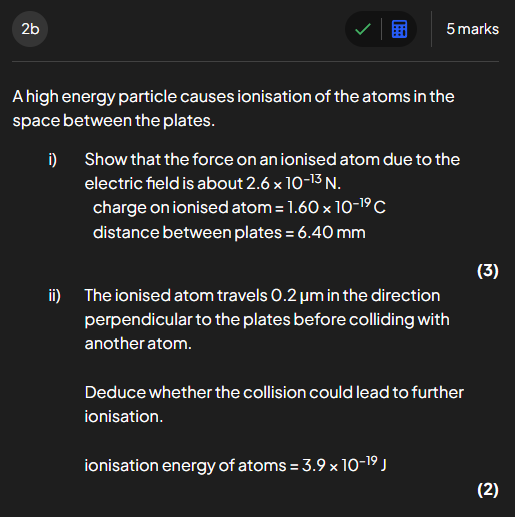 2b
5 marks
A high energy particle causes ionisation of the atoms in the
space between the plates.
i) Show that the force on an ionised atom due to the
electric field is about 2.6 × 10⁻¹³ N.
charge on ionised atom = 1.60 × 10⁻¹⁹ C
distance between plates = 6.40 mm
(3)
ii) The ionised atom travels 0.2 µm in the direction
perpendicular to the plates before colliding with
another atom.
Deduce whether the collision could lead to further
ionisation.
ionisation energy of atoms = 3.9 × 10⁻¹⁹ J
(2)